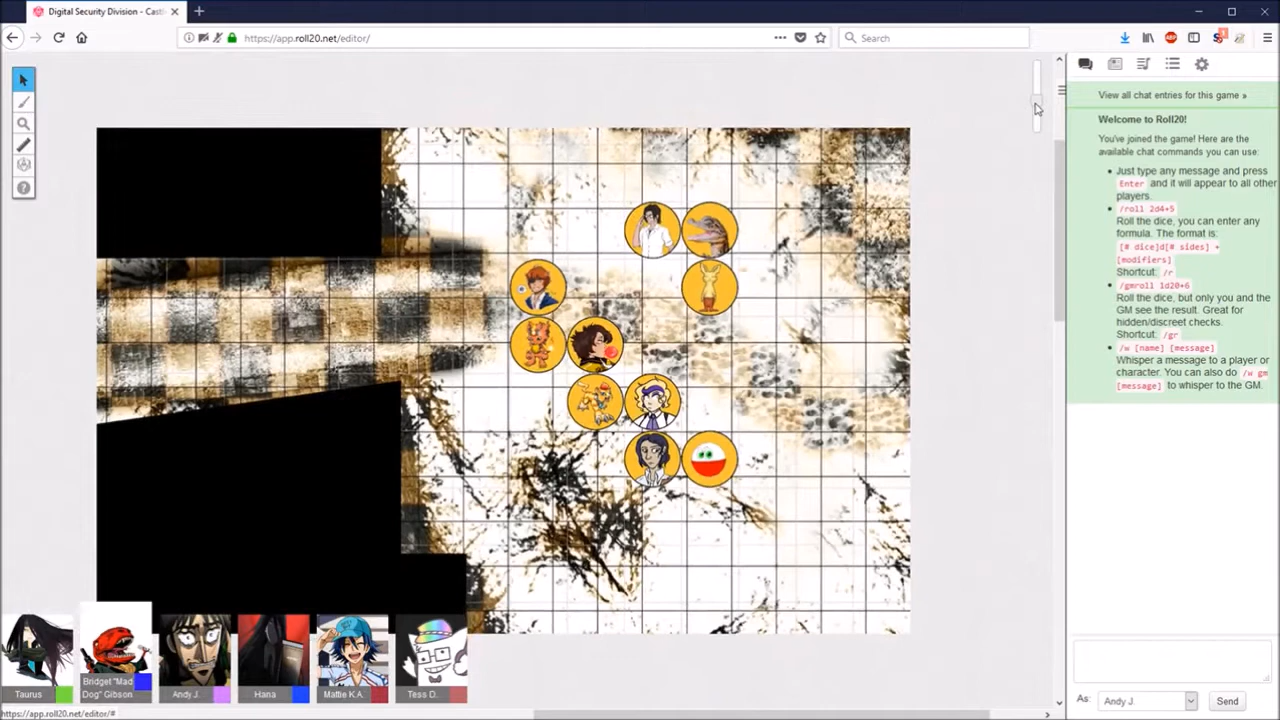 Digital Security Division - Castl
https://app.roll20.net/editor/
Search
View all chat entries for this game »
Welcome to Roll20!
You've joined the game! Here are the
available chat commands you can use:
Just type any message and press
Enter and it will appear to all other
players.
/roll 2d4+5
Roll the dice, you can enter any
formula. The format is:
[# dice]d[# sides] +
[modifiers]
Shortcut: /r
/gmroll 1d20+6
Roll the dice, but only you and the
GM see the result. Great for
hidden/discreet checks.
Shortcut: /gr
/w [name] [message]
Whisper a message to a player or
character. You can also do /w gm
[message] to whisper to the GM.
Taurus
Bridget "Mad
Dog" Gibson
Andy J.
Hana
Mattie K.A.
Tess D.
As: Andy J. Send
https://app.roll20.net/editor/#